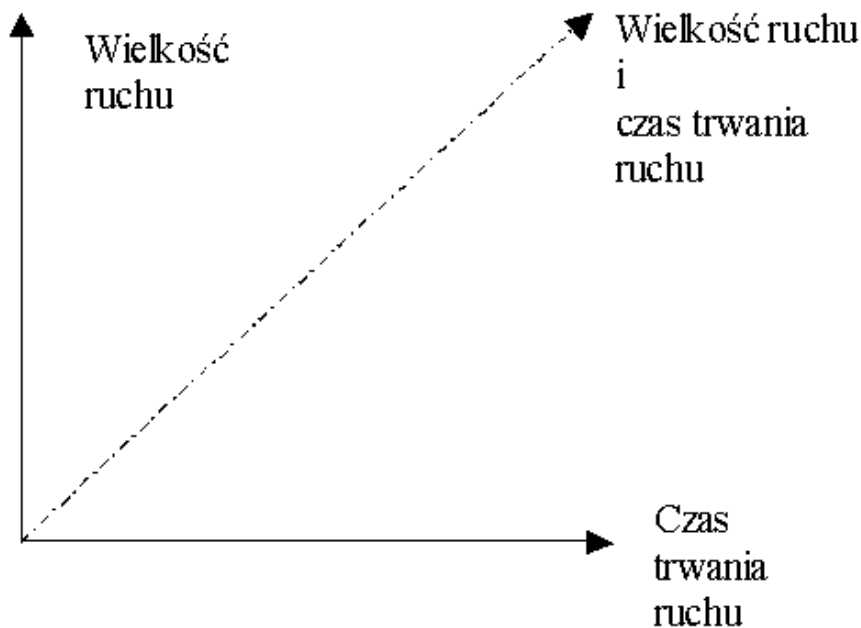 Wielkość
ruchu
Wielkość ruchu
i
czas trwania
ruchu
Czas
trwania
ruchu